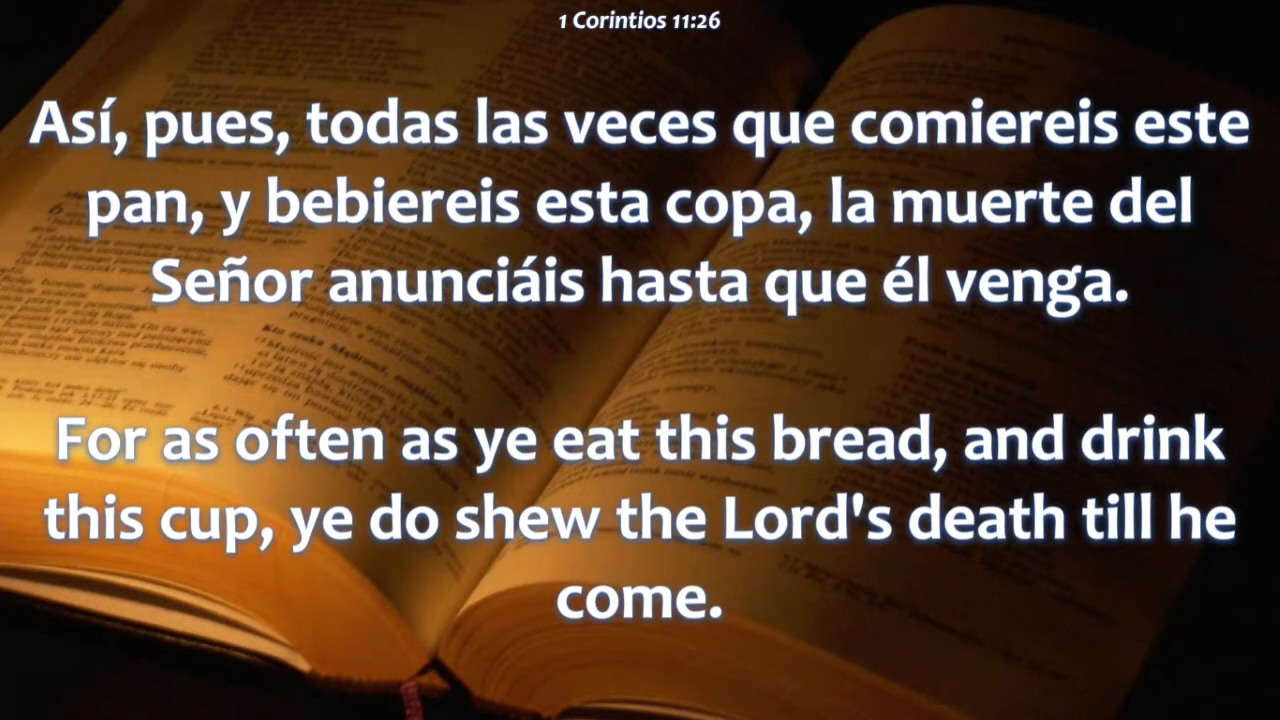 1 Corintios 11:26
Así, pues, todas las veces que comiereis este
pan, y bebiereis esta copa, la muerte del
Señor anunciáis hasta que él venga.
For as often as ye eat this bread, and drink
this cup, ye do shew the Lord's death till he
come.